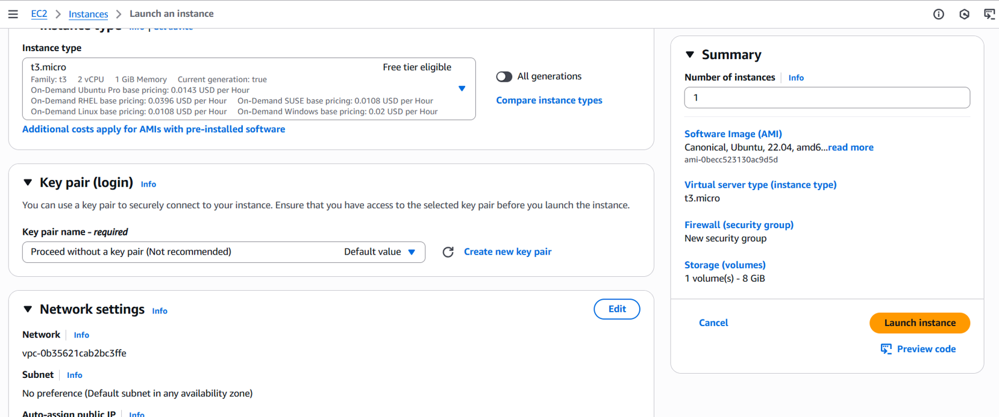 EC2 > Instances > Launch an instance
Instance type Info | Get advice
Instance type
t3.micro Free tier eligible
Family: t3 2 vCPU 1 GiB Memory Current generation: true
On-Demand Ubuntu Pro base pricing: 0.0143 USD per Hour
On-Demand RHEL base pricing: 0.0396 USD per Hour On-Demand SUSE base pricing: 0.0108 USD per Hour
On-Demand Linux base pricing: 0.0108 USD per Hour On-Demand Windows base pricing: 0.02 USD per Hour
All generations
Compare instance types
Additional costs apply for AMIs with pre-installed software
Key pair (login) Info
You can use a key pair to securely connect to your instance. Ensure that you have access to the selected key pair before you launch the instance.
Key pair name - required
Proceed without a key pair (Not recommended) Default value
Create new key pair
Network settings Info
Edit
Network | Info
vpc-0b35621cab2bc3ffe
Subnet | Info
No preference (Default subnet in any availability zone)
Auto-assign public IP | Info
Summary
Number of instances | Info
1
Software Image (AMI)
Canonical, Ubuntu, 22.04, amd6...read more
ami-0becc523130ac9d5d
Virtual server type (instance type)
t3.micro
Firewall (security group)
New security group
Storage (volumes)
1 volume(s) - 8 GiB
Cancel
Launch instance
Preview code